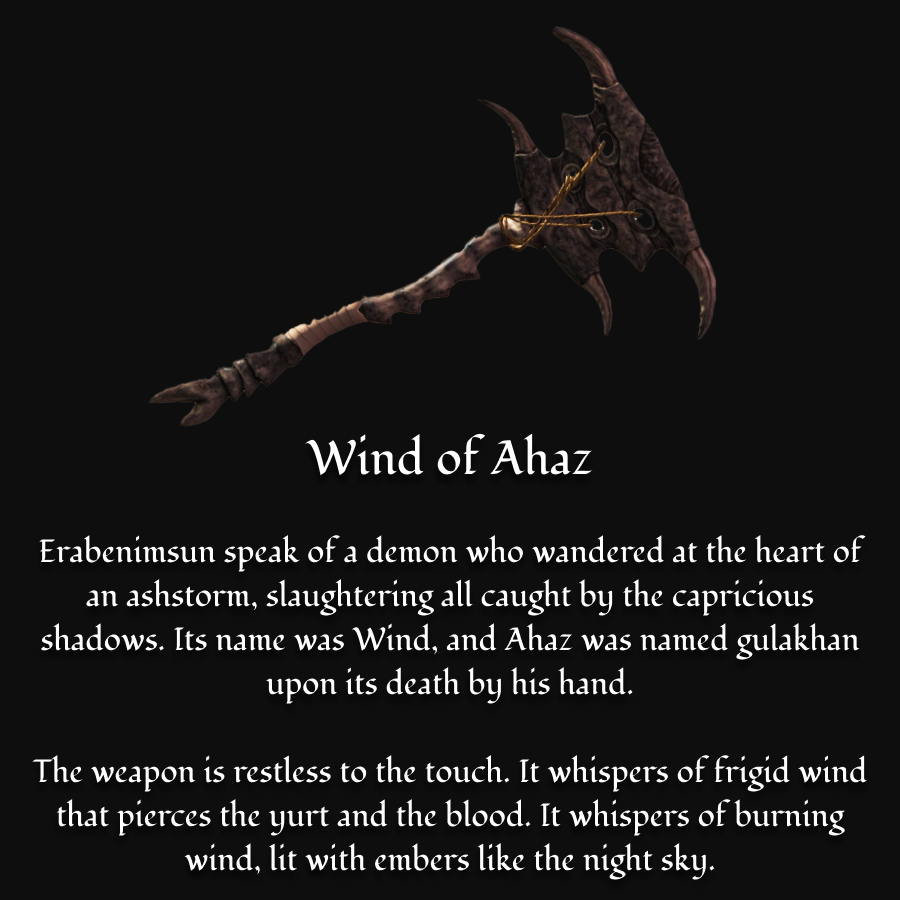 Wind of Ahaz
Erabenimsun speak of a demon who wandered at the heart of
an ashstorm, slaughtering all caught by the capricious
shadows. Its name was Wind, and Ahaz was named gulakhan
upon its death by his hand.
The weapon is restless to the touch. It whispers of frigid wind
that pierces the yurt and the blood. It whispers of burning
wind, lit with embers like the night sky.